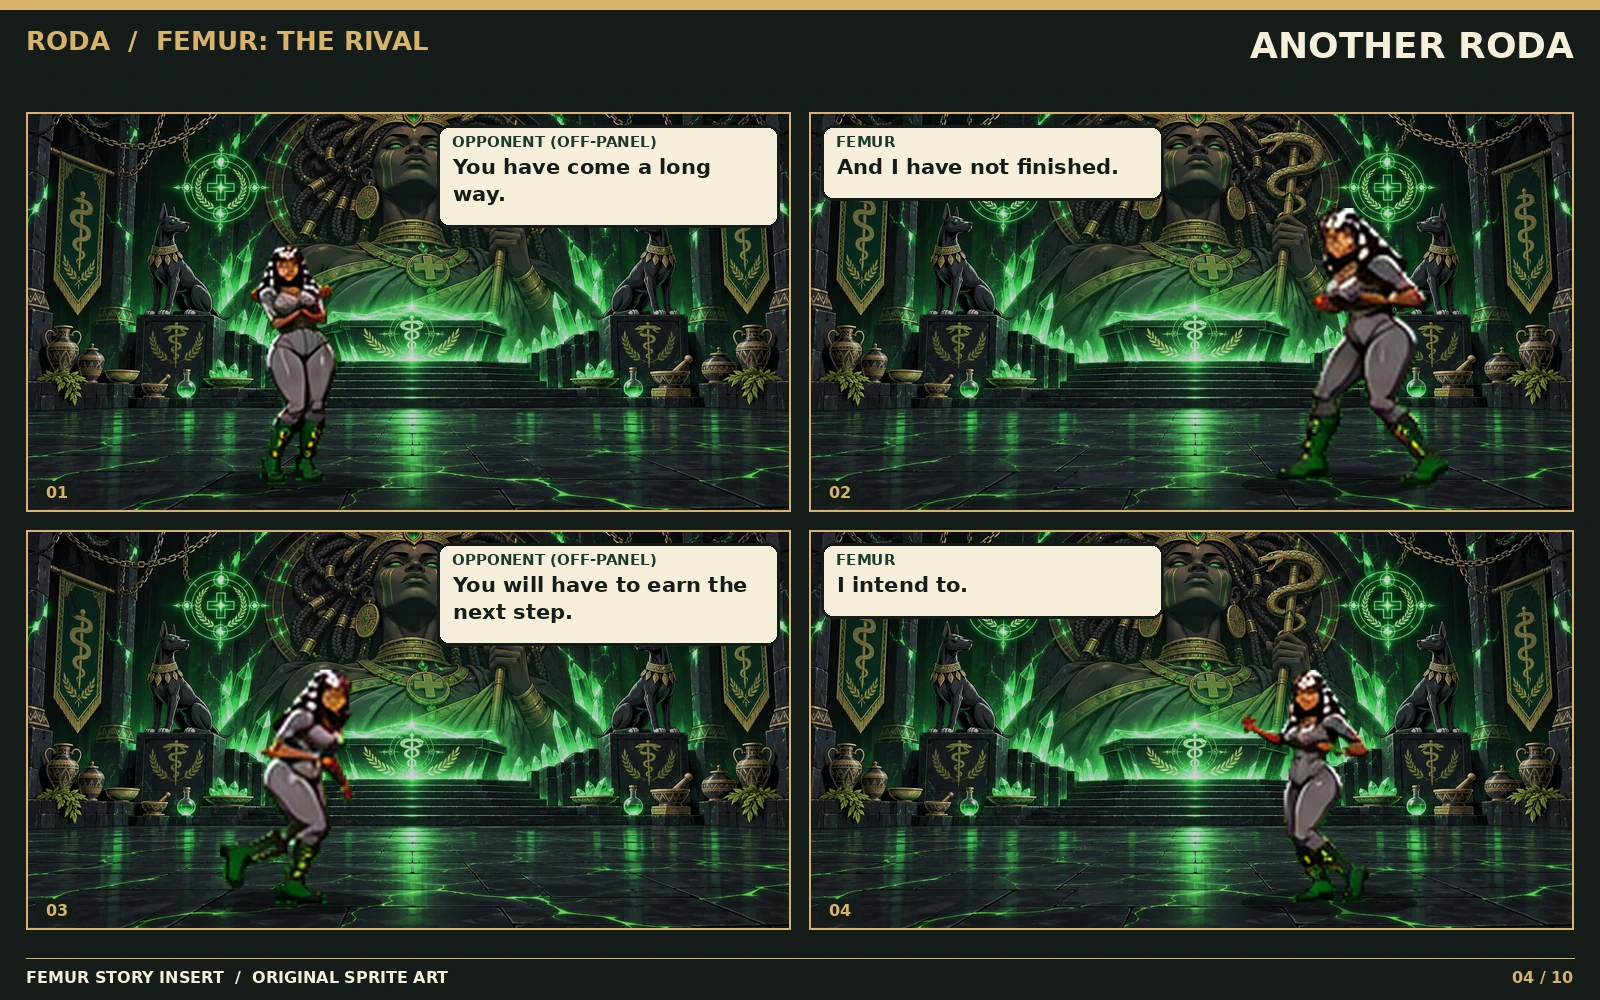 RODA / FEMUR: THE RIVAL
ANOTHER RODA
OPPONENT (OFF-PANEL)
You have come a long
way.
01
FEMUR
And I have not finished.
02
OPPONENT (OFF-PANEL)
You will have to earn the
next step.
03
FEMUR
I intend to.
04
FEMUR STORY INSERT / ORIGINAL SPRITE ART
04 / 10